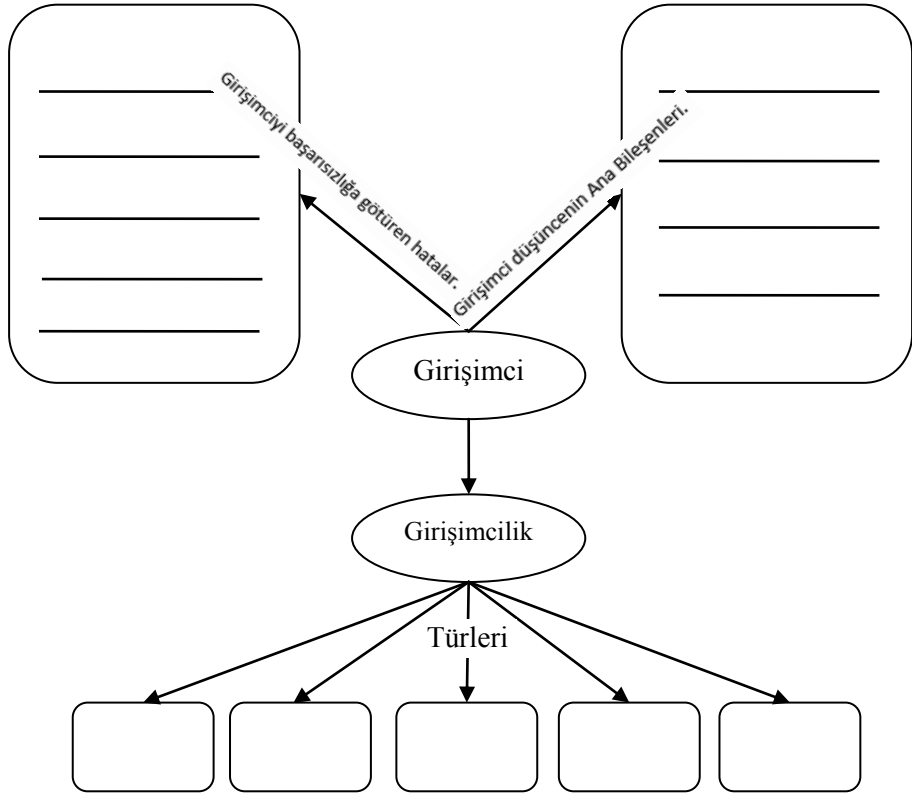 Girişimciyi başarısızlığa götüren hatalar.
Girişimci düşüncenin Ana Bileşenleri.
Girişimci
Girişimcilik
Türleri